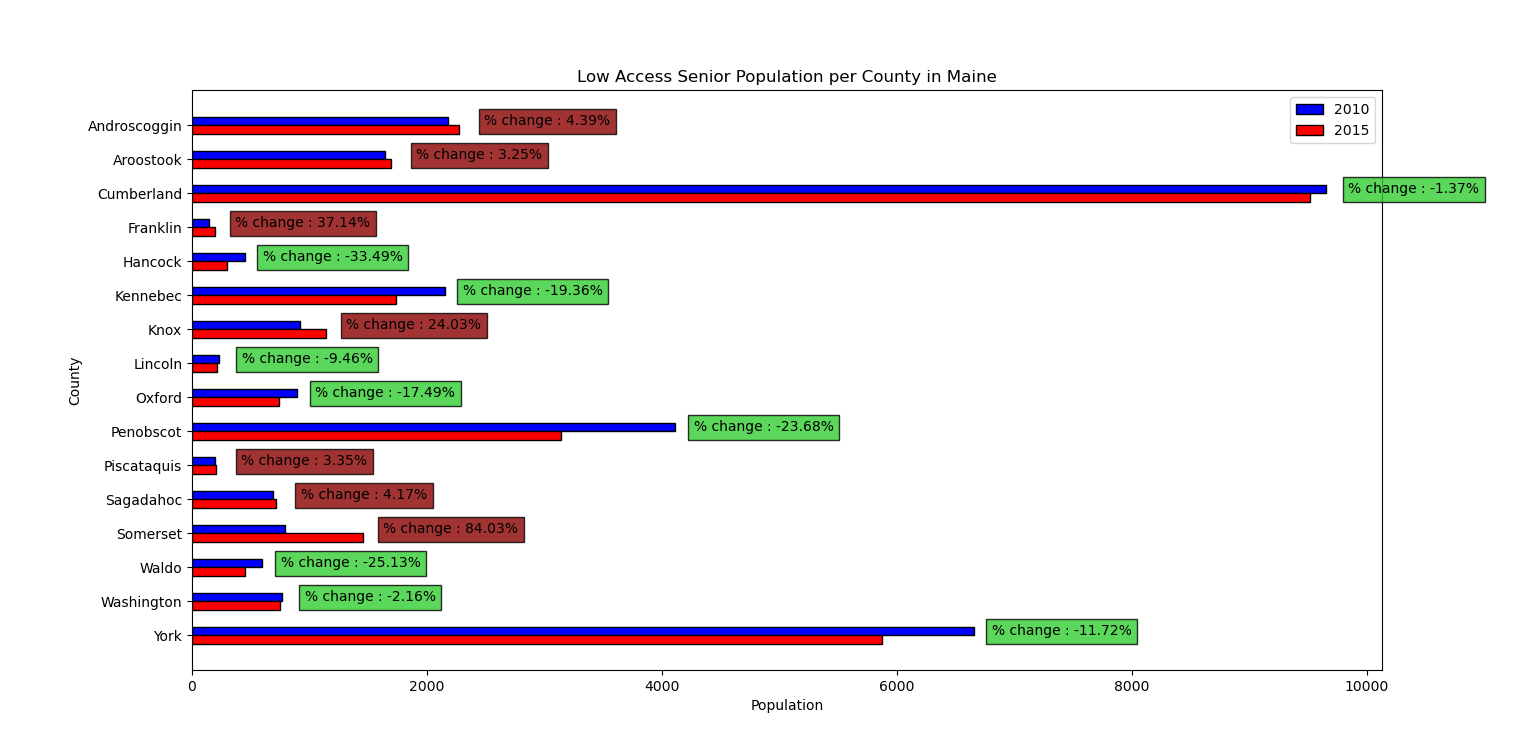 Low Access Senior Population per County in Maine
2010
2015
Androscoggin
% change : 4.39%
Aroostook
% change : 3.25%
Cumberland
% change : -1.37%
Franklin
% change : 37.14%
Hancock
% change : -33.49%
Kennebec
% change : -19.36%
Knox
% change : 24.03%
Lincoln
% change : -9.46%
Oxford
% change : -17.49%
Penobscot
% change : -23.68%
Piscataquis
% change : 3.35%
Sagadahoc
% change : 4.17%
Somerset
% change : 84.03%
Waldo
% change : -25.13%
Washington
% change : -2.16%
York
% change : -11.72%
County
0 2000 4000 6000 8000 10000
Population